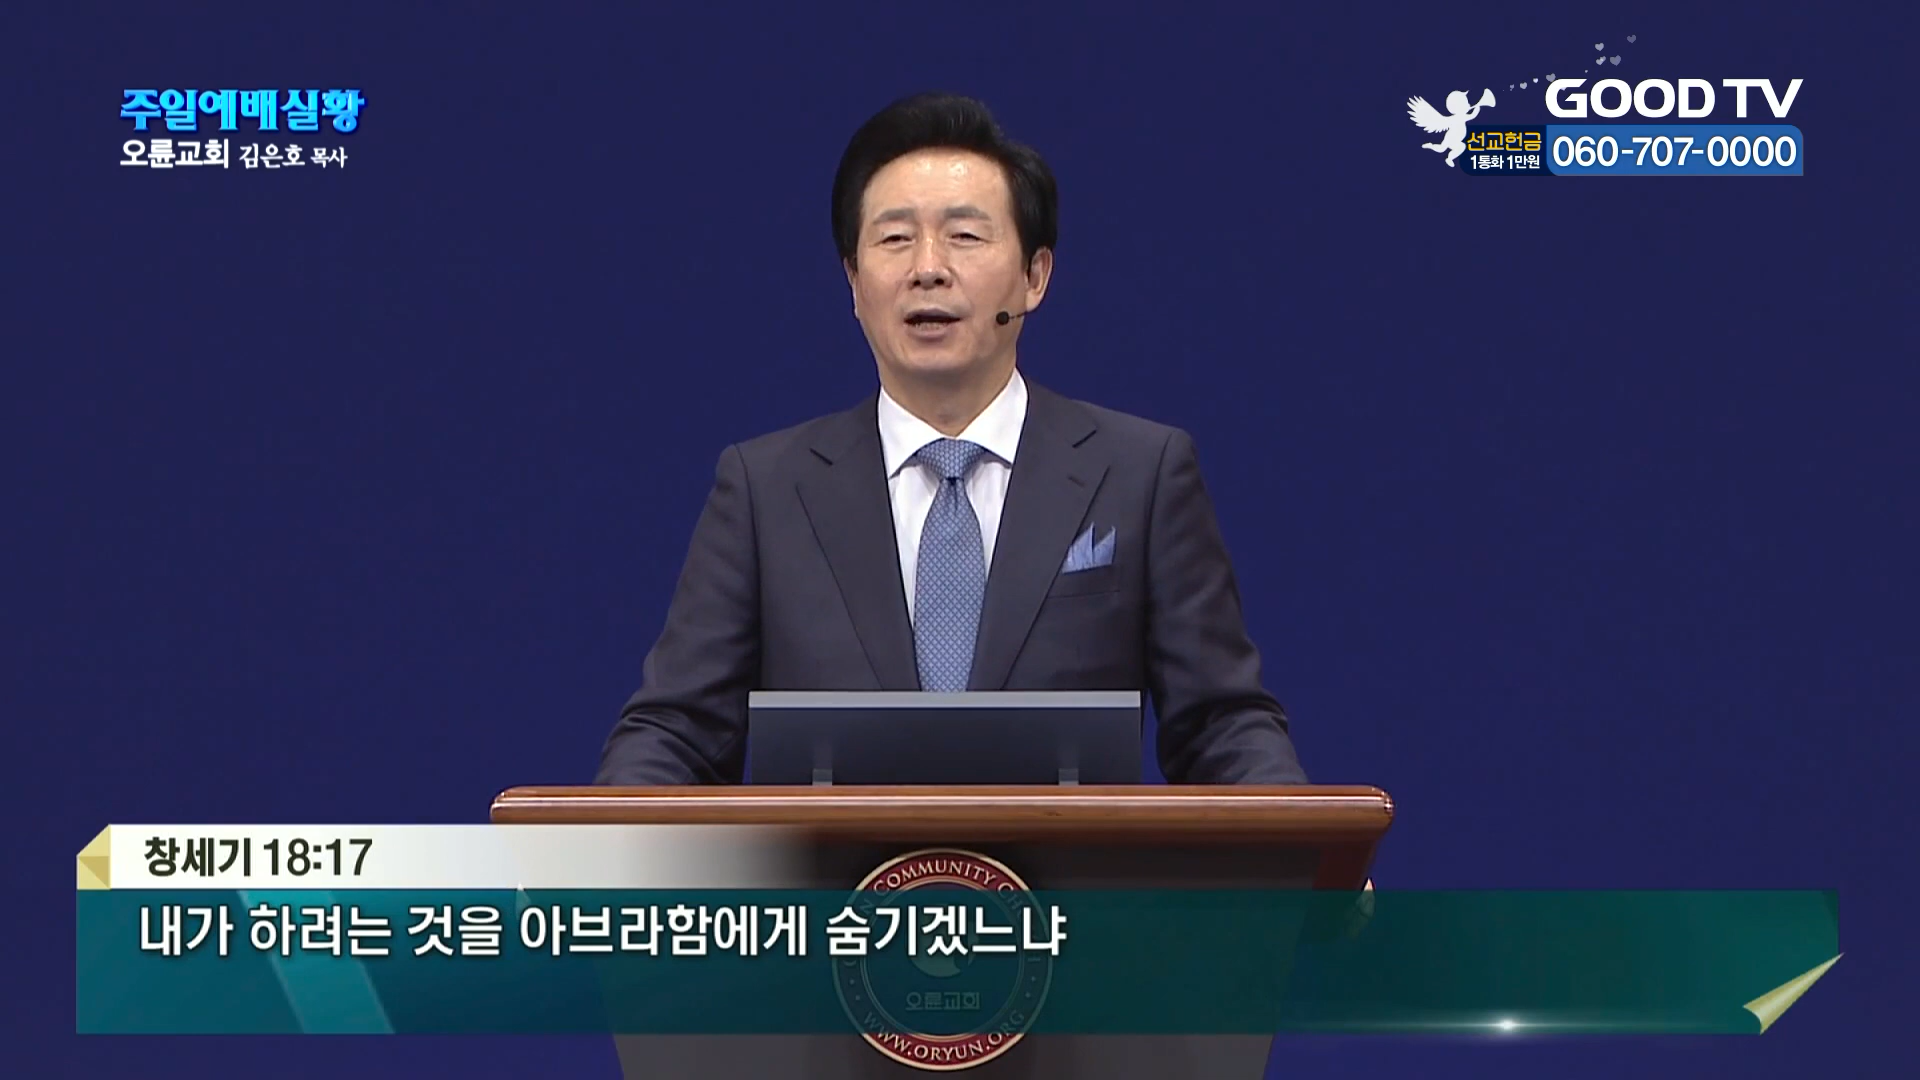 주일예배실황
오륜교회 김은호 목사
GOOD TV
선교헌금
1통화 1만원
060-707-0000
창세기 18:17
내가 하려는 것을 아브라함에게 숨기겠느냐
COMMUNITY
오륜교회
WWW.ORYUN.ORG